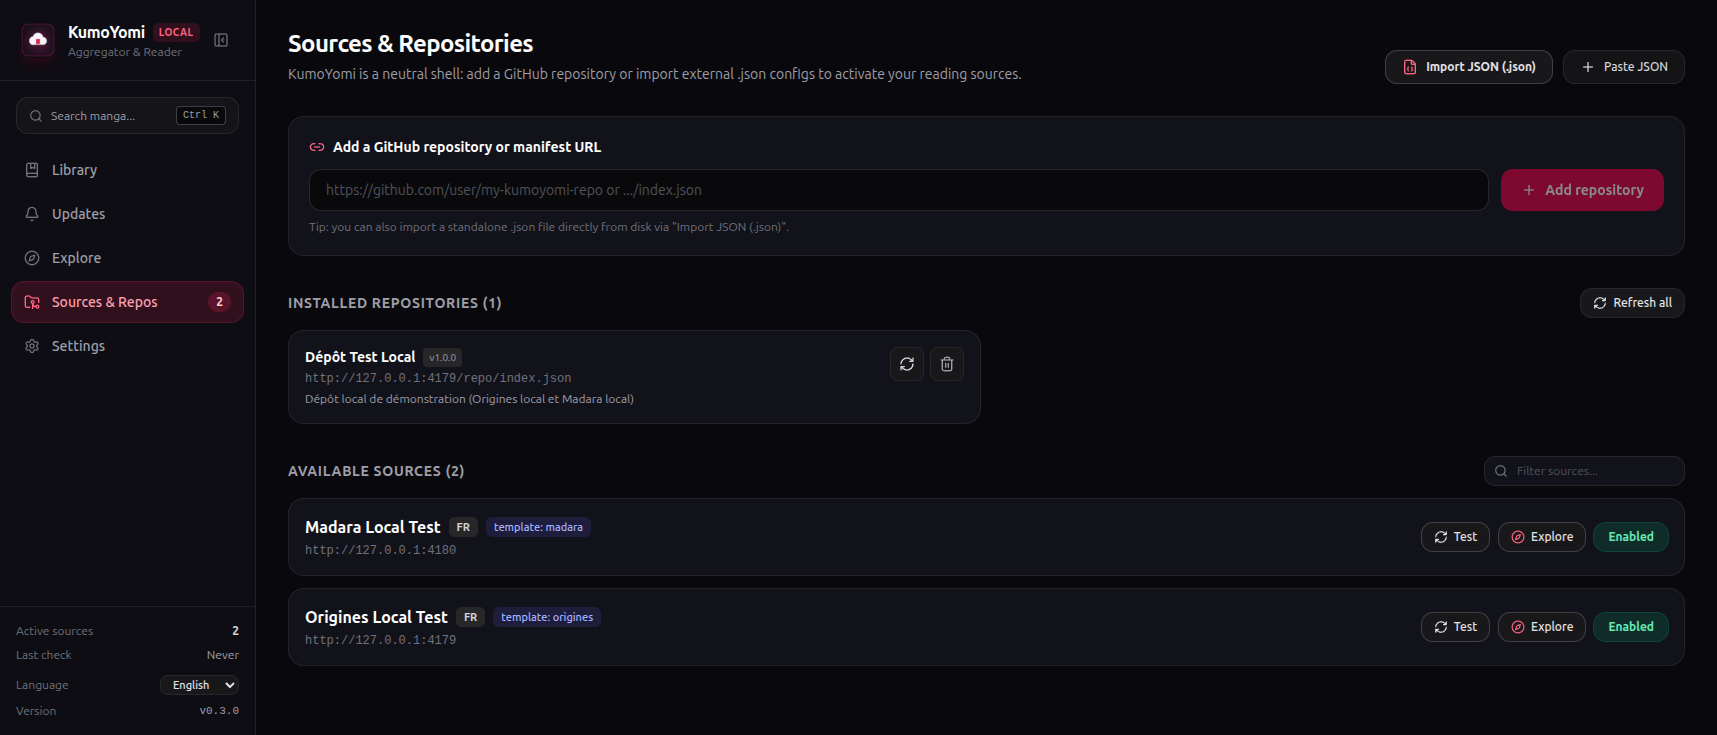 KumoYomi LOCAL
Aggregator & Reader
Search manga... Ctrl K
Library
Updates
Explore
Sources & Repos 2
Settings
Active sources 2
Last check Never
Language English
Version v0.3.0
Sources & Repositories
KumoYomi is a neutral shell: add a GitHub repository or import external .json configs to activate your reading sources.
Import JSON (.json) + Paste JSON
Add a GitHub repository or manifest URL
https://github.com/user/my-kumoyomi-repo or .../index.json + Add repository
Tip: you can also import a standalone .json file directly from disk via "Import JSON (.json)".
INSTALLED REPOSITORIES (1) Refresh all
Dépôt Test Local v1.0.0
http://127.0.0.1:4179/repo/index.json
Dépôt local de démonstration (Origines local et Madara local)
AVAILABLE SOURCES (2) Filter sources...
Madara Local Test FR template: madara
http://127.0.0.1:4180
Test Explore Enabled
Origines Local Test FR template: origines
http://127.0.0.1:4179
Test Explore Enabled